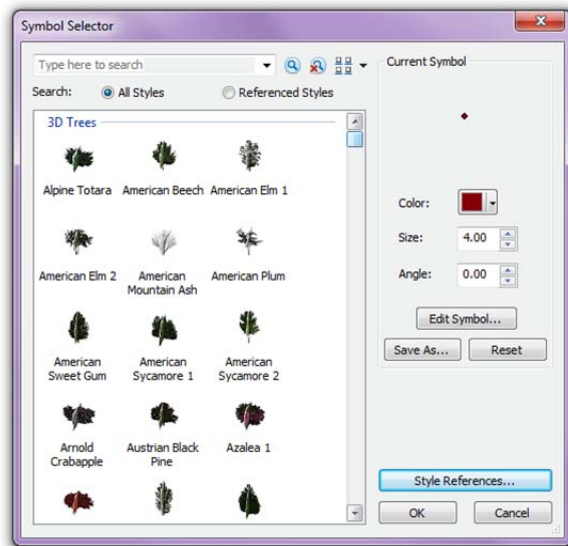 Symbol Selector
Type here to search
Search: All Styles Referenced Styles
3D Trees
Alpine Totara American Beech American Elm 1
American Elm 2 American Mountain Ash American Plum
American Sweet Gum American Sycamore 1 American Sycamore 2
Arnold Crabapple Austrian Black Pine Azalea 1
Current Symbol
Color:
Size: 4.00
Angle: 0.00
Edit Symbol...
Save As... Reset
Style References...
OK Cancel